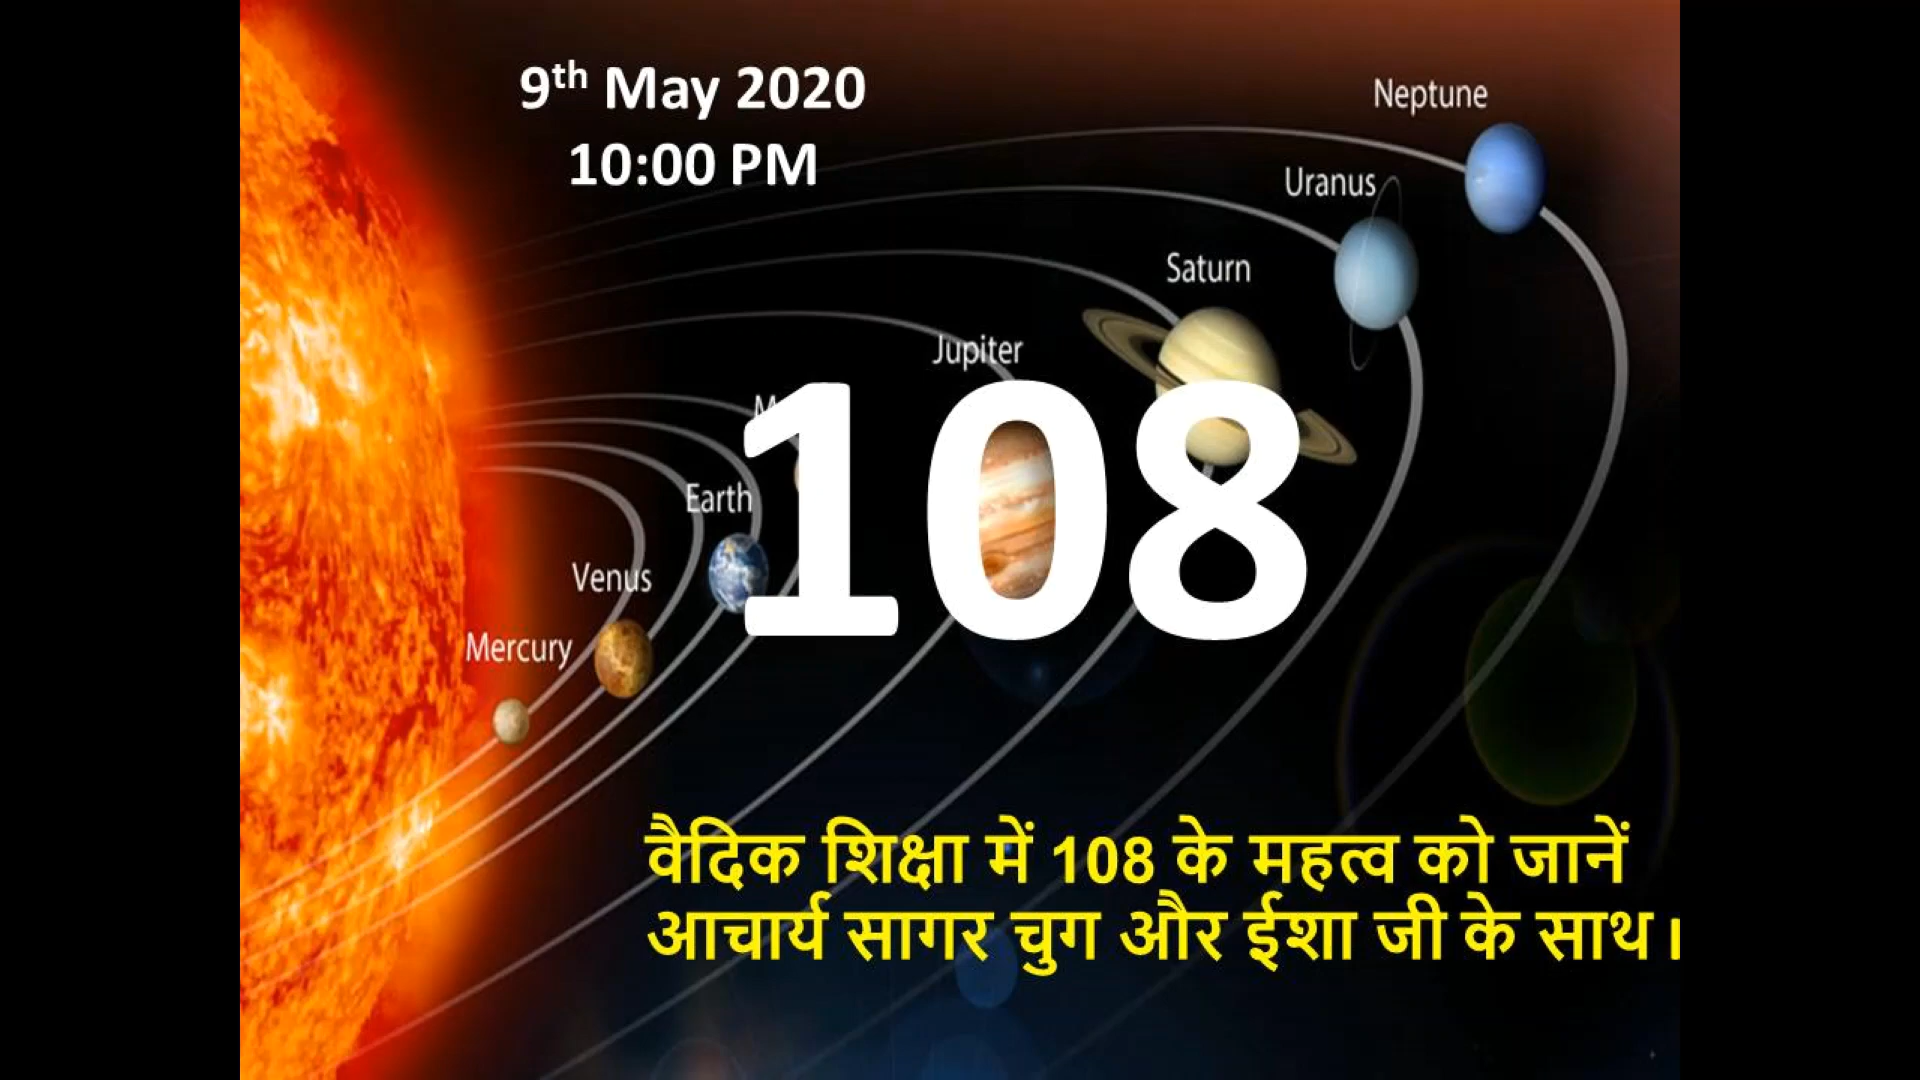 9th May 2020
10:00 PM
Neptune
Uranus
Saturn
Jupiter
Earth
Venus
Mercury
108
वैदिक शिक्षा में 108 के महत्व को जानें
आचार्य सागर चुग और ईशा जी के साथ।